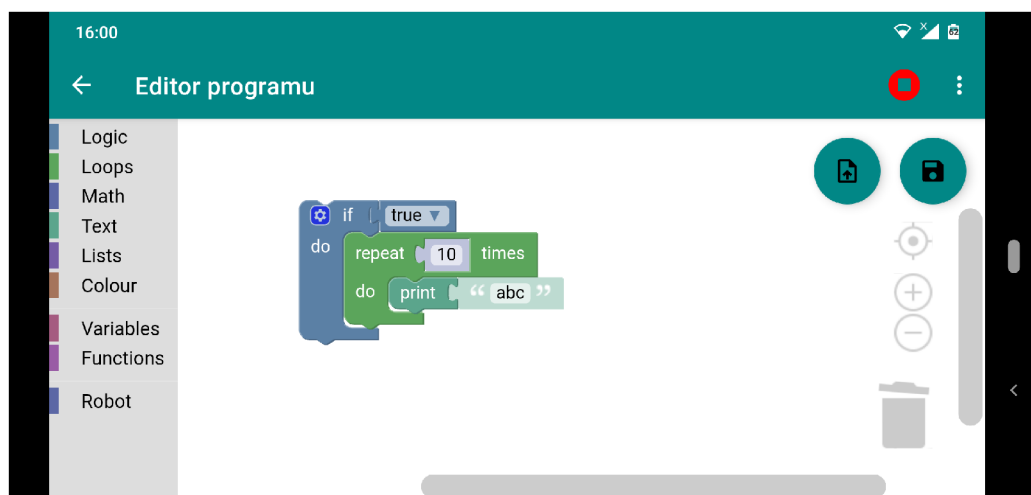 16:00
X
62
Editor programu
Logic
Loops
Math
Text
Lists
Colour
Variables
Functions
Robot
if true
do repeat 10 times
do print “ abc ”